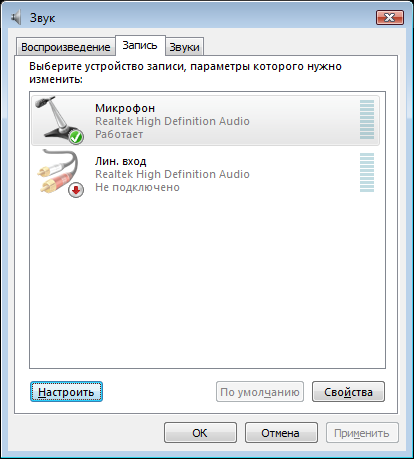 Звук
Воспроизведение Запись Звуки
Выберите устройство записи, параметры которого нужно
изменить:
Микрофон
Realtek High Definition Audio
Работает
Лин. вход
Realtek High Definition Audio
Не подключено
Настроить По умолчанию Свойства
OK Отмена Применить